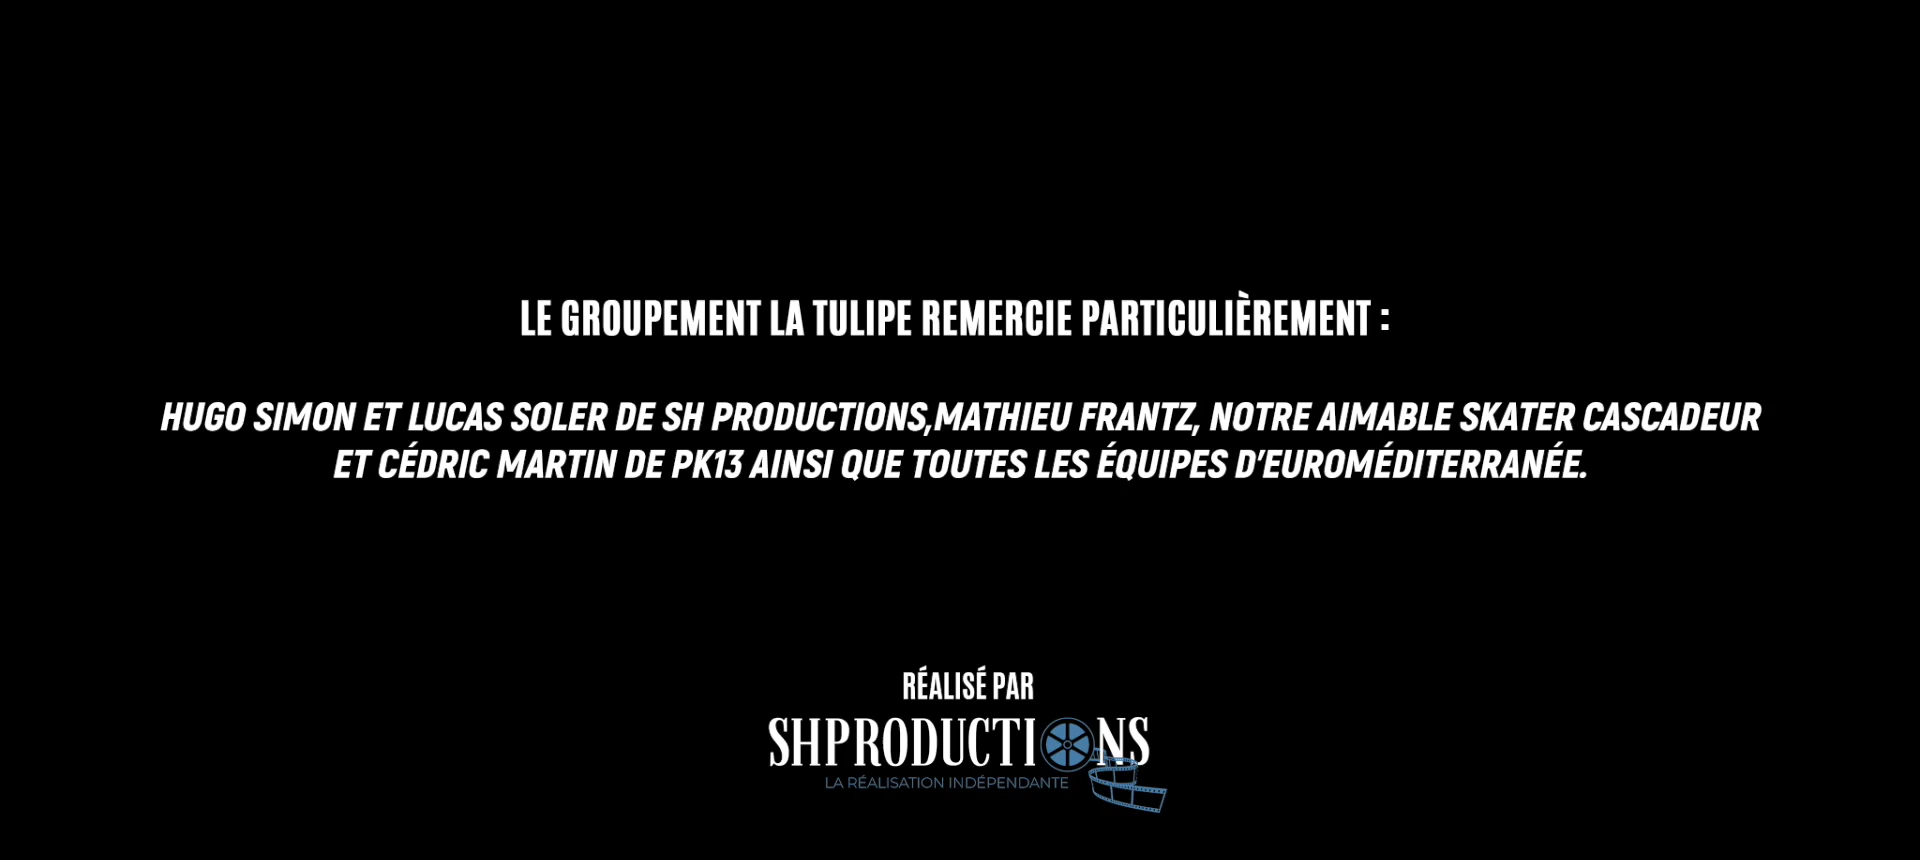 LE GROUPEMENT LA TULIPE REMERCIE PARTICULIÈREMENT :
HUGO SIMON ET LUCAS SOLER DE SH PRODUCTIONS,MATHIEU FRANTZ, NOTRE AIMABLE SKATER CASCADEUR
ET CÉDRIC MARTIN DE PK13 AINSI QUE TOUTES LES ÉQUIPES D'EUROMÉDITERRANÉE.
RÉALISÉ PAR
SHPRODUCTIONS
LA RÉALISATION INDÉPENDANTE